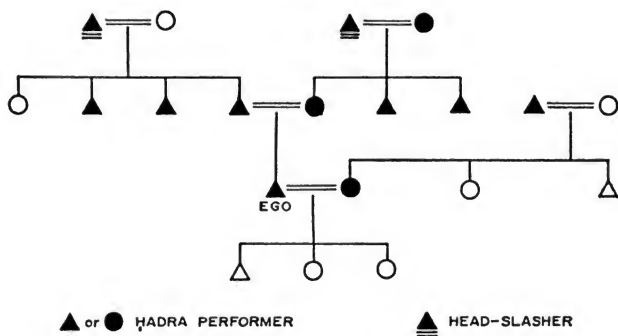 EGO
▲ or ● ḤADRA PERFORMER
▲ HEAD-SLASHER